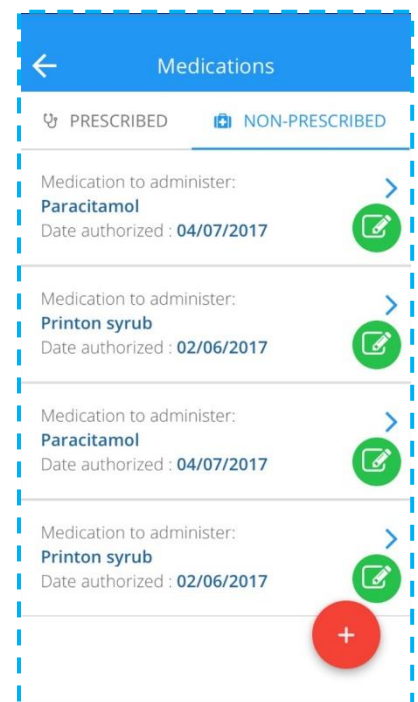 Medications
PRESCRIBED NON-PRESCRIBED
Medication to administer:
Paracitamol
Date authorized : 04/07/2017
Medication to administer:
Printon syrub
Date authorized : 02/06/2017
Medication to administer:
Paracitamol
Date authorized : 04/07/2017
Medication to administer:
Printon syrub
Date authorized : 02/06/2017
+